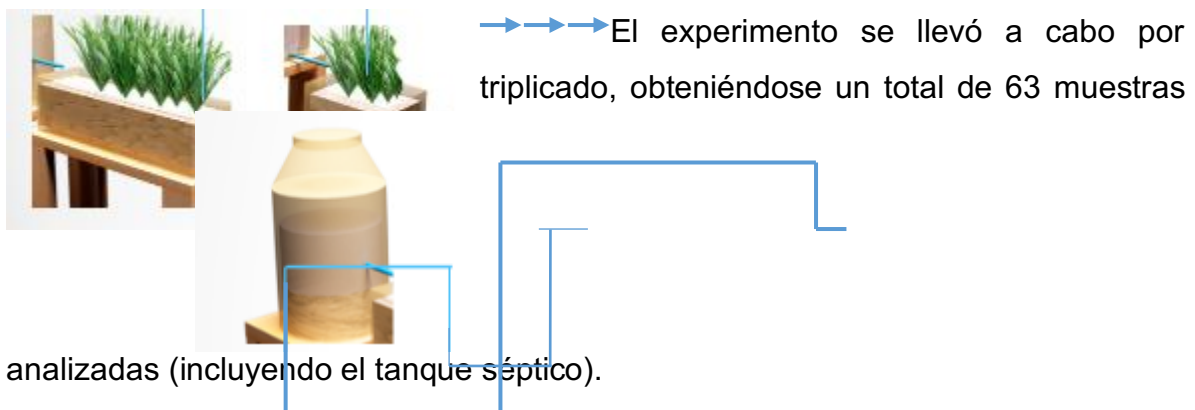 El experimento se llevó a cabo por
triplicado, obteniéndose un total de 63 muestras
analizadas (incluyendo el tanque séptico).